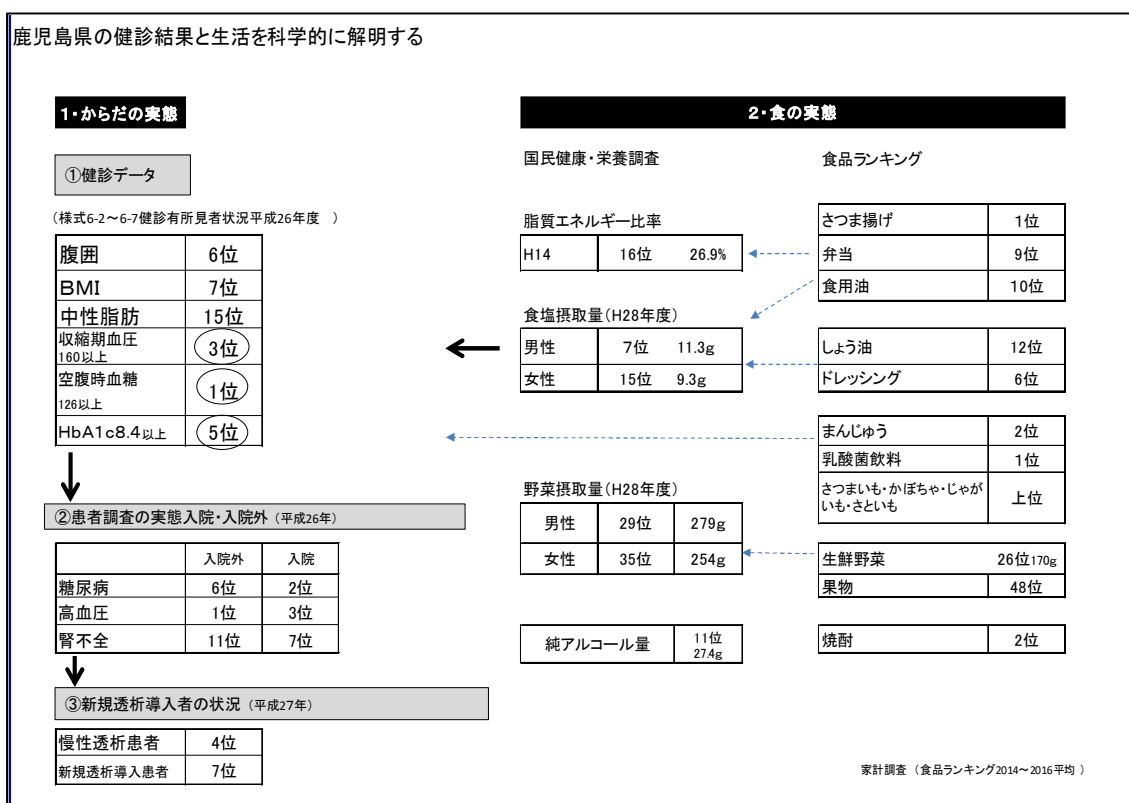 鹿児島県の健診結果と生活を科学的に解明する
1・からだの実態
①健診データ
（様式6-2～6-7健診有所見者状況平成26年度　）
腹囲 6位
BMI 7位
中性脂肪 15位
収縮期血圧
160以上 3位
空腹時血糖
126以上 1位
HbA1c8.4以上 5位
②患者調査の実態入院・入院外（平成26年）
入院外 入院
糖尿病 6位 2位
高血圧 1位 3位
腎不全 11位 7位
③新規透析導入者の状況（平成27年）
慢性透析患者 4位
新規透析導入患者 7位
2・食の実態
国民健康・栄養調査
脂質エネルギー比率
H14 16位 26.9%
食塩摂取量（H28年度）
男性 7位 11.3g
女性 15位 9.3g
野菜摂取量（H28年度）
男性 29位 279g
女性 35位 254g
純アルコール量 11位
27.4g
食品ランキング
さつま揚げ 1位
弁当 9位
食用油 10位
しょう油 12位
ドレッシング 6位
まんじゅう 2位
乳酸菌飲料 1位
さつまいも・かぼちゃ・じゃが
いも・さといも 上位
生鮮野菜 26位170g
果物 48位
焼酎 2位
家計調査（食品ランキング2014～2016平均）